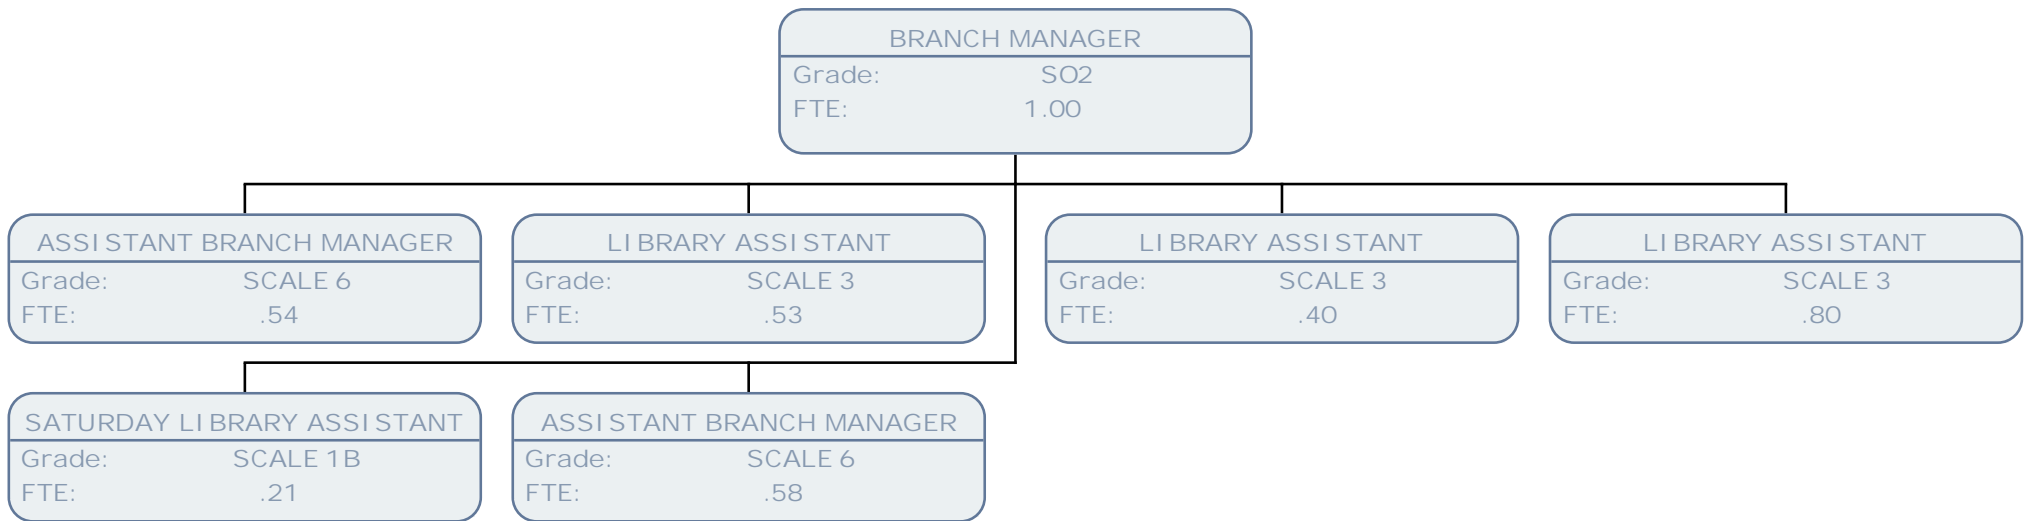 BRANCH MANAGER
Grade: SO2
FTE: 1.00
ASSISTANT BRANCH MANAGER
Grade: SCALE 6
FTE: .54
LIBRARY ASSISTANT
Grade: SCALE 3
FTE: .53
LIBRARY ASSISTANT
Grade: SCALE 3
FTE: .40
LIBRARY ASSISTANT
Grade: SCALE 3
FTE: .80
SATURDAY LIBRARY ASSISTANT
Grade: SCALE 1B
FTE: .21
ASSISTANT BRANCH MANAGER
Grade: SCALE 6
FTE: .58